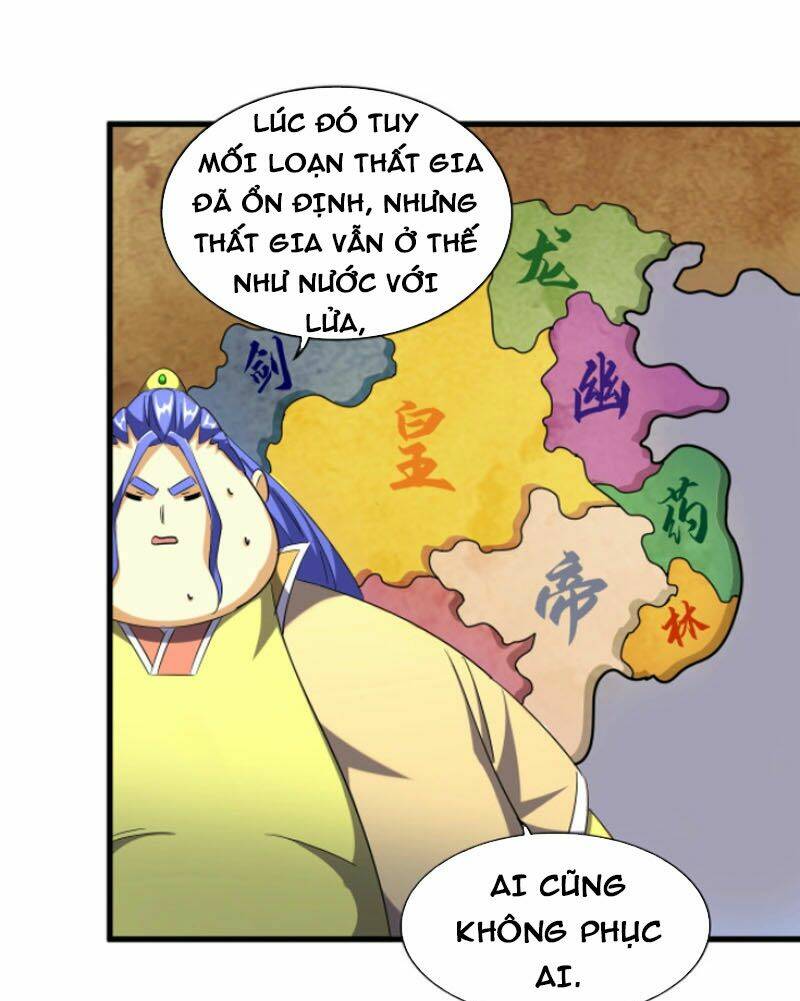 LÚC ĐÓ TUY
MỐI LOẠN THẤT GIA
ĐÃ ỔN ĐỊNH, NHƯNG
THẤT GIA VẪN Ở THẾ
NHƯ NƯỚC VỚI
LỬA,
龙
剑
幽
皇
药
帝
林
AI CŨNG
KHÔNG PHỤC
AI.